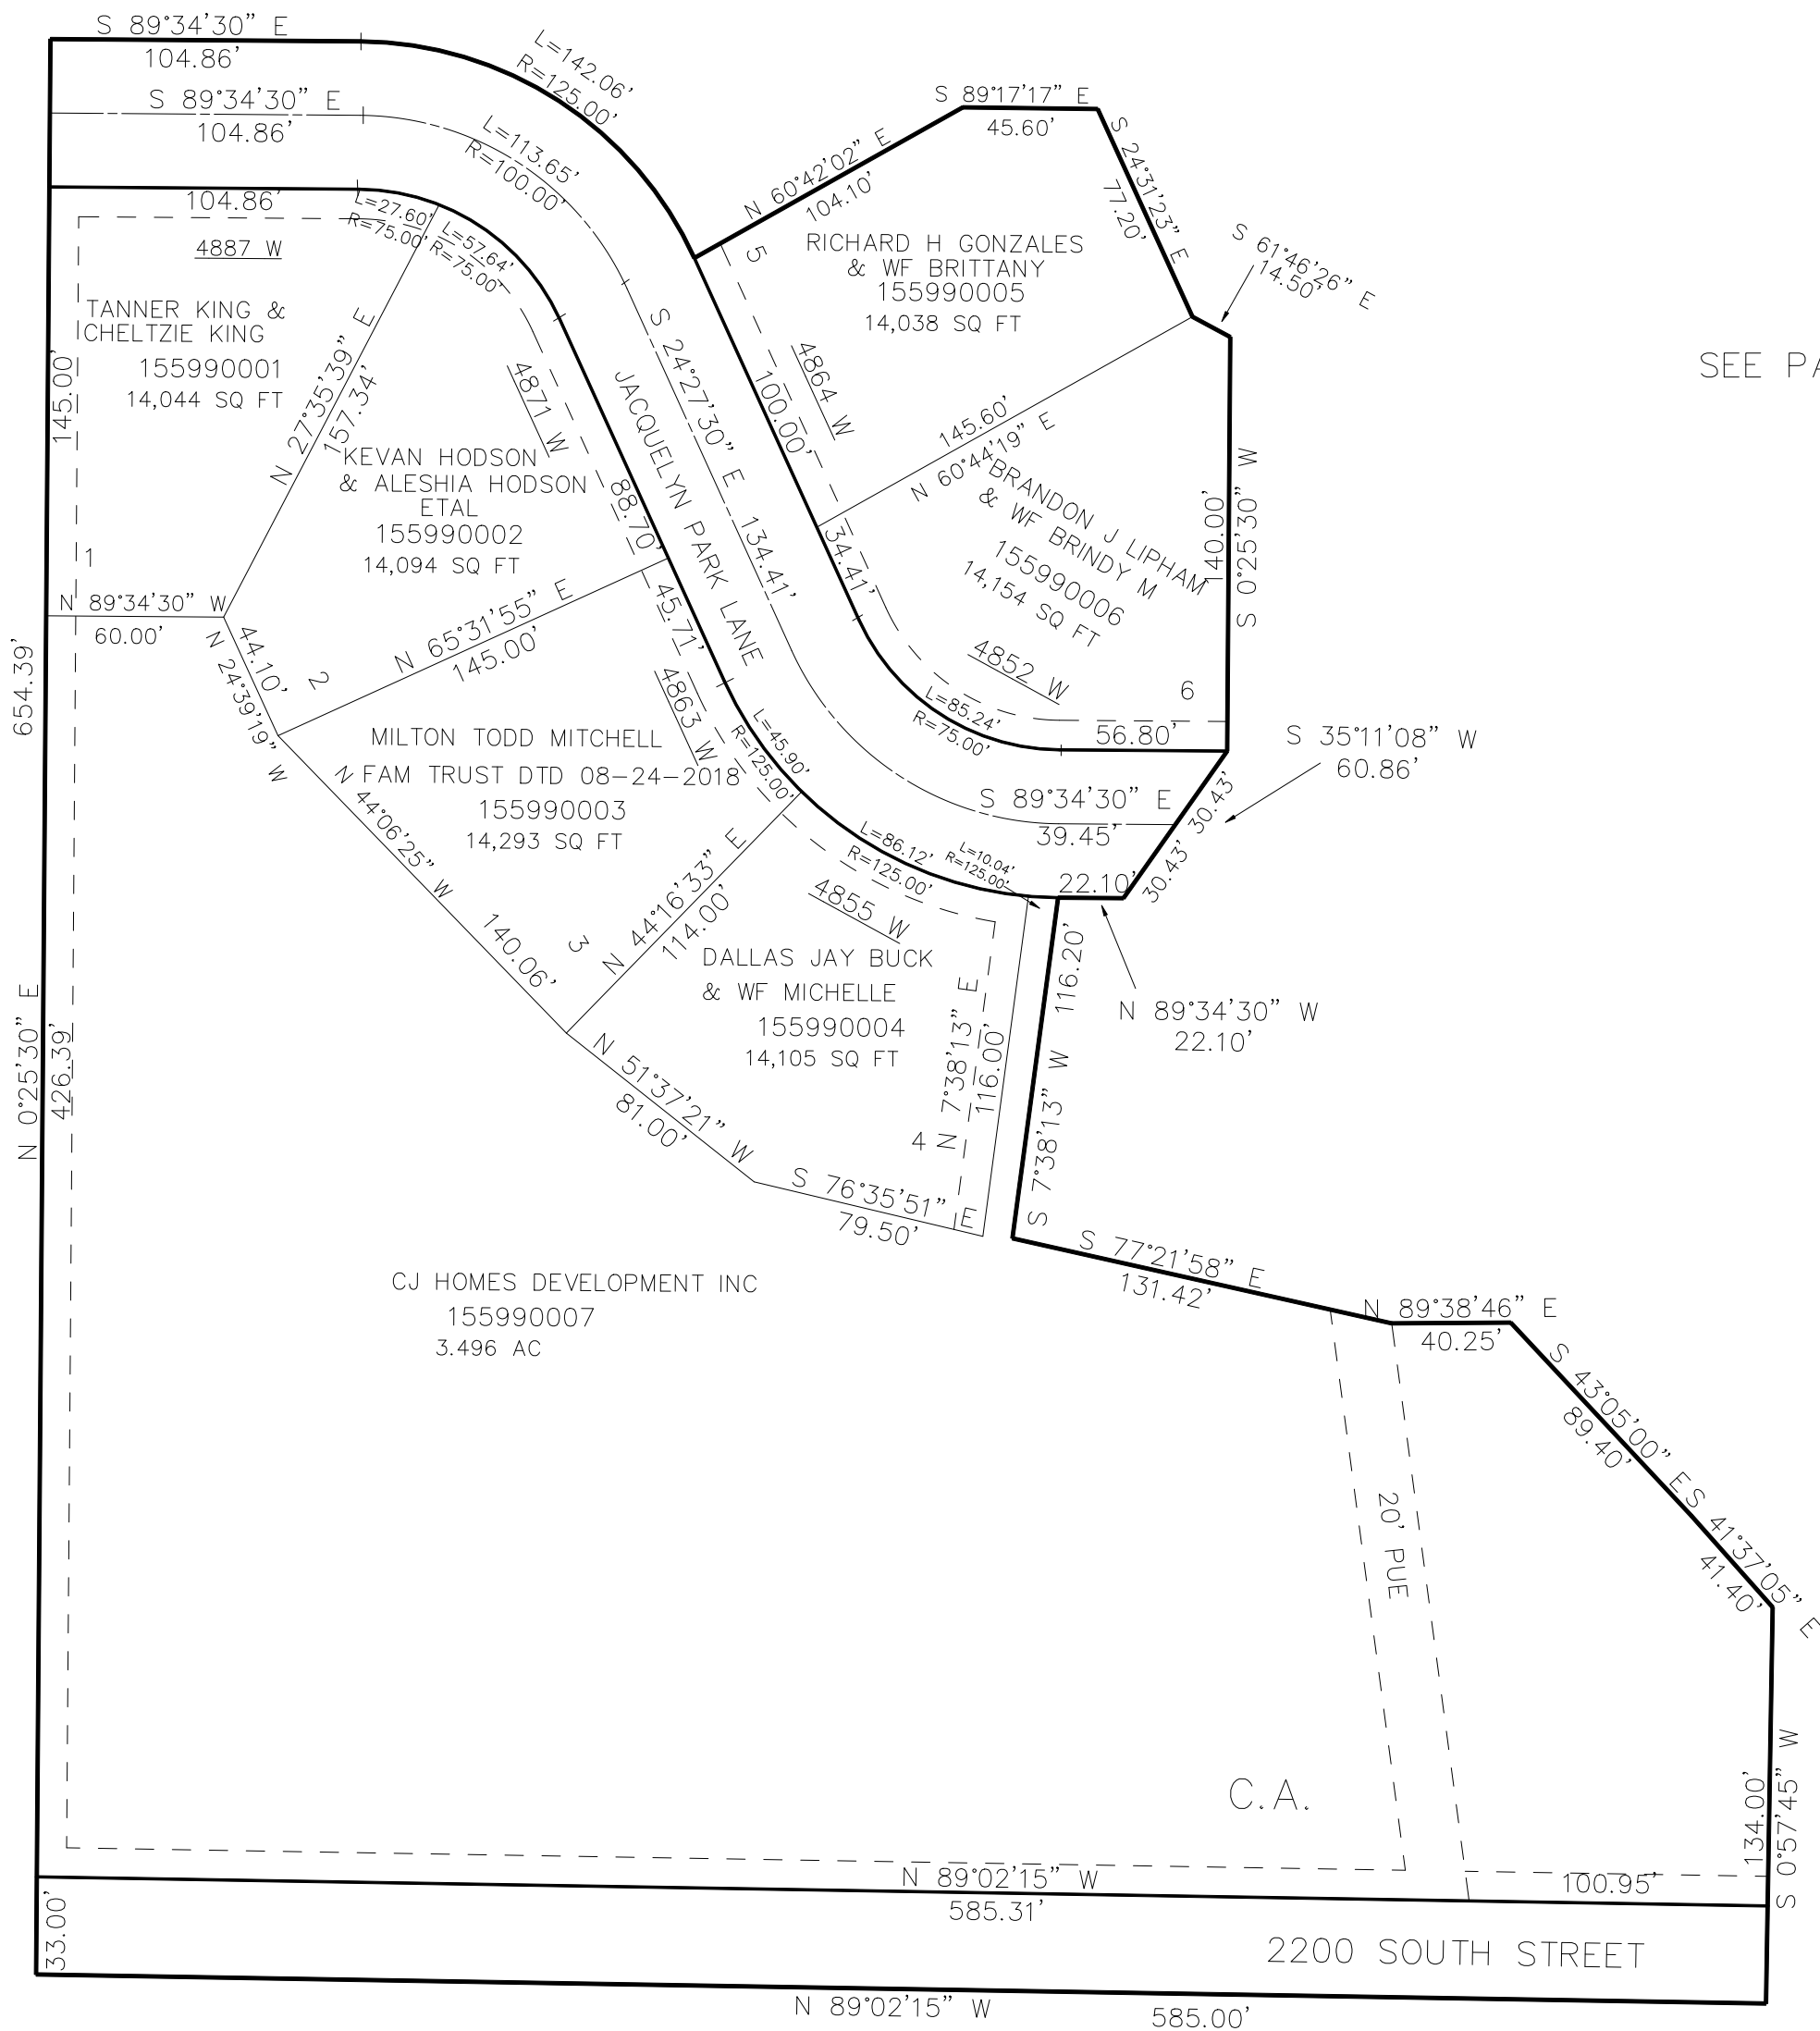 S 89°34'30" E
104.86'
S 89°34'30" E
104.86'
104.86'
L=142.06'
R=125.00'
L=113.65'
R=100.00'
L=27.60'
R=75.00'
L=57.64'
R=75.00'
S 89°17'17" E
45.60'
N 60°42'02" E
104.10'
S 24°31'23" E
77.20'
S 61°46'26" E
14.50'
SEE PA
4887 W
TANNER KING &
CHELTZIE KING
155990001
14,044 SQ FT
145.00'
1
N 27°35'39" E
157.34'
5
RICHARD H GONZALES
& WF BRITTANY
155990005
14,038 SQ FT
4864 W
100.00'
S 24°27'30" E
134.41'
JACQUELYN PARK LANE
4871 W
KEVAN HODSON
& ALESHIA HODSON
ETAL
155990002
14,094 SQ FT
88.70'
145.60'
N 60°44'19" E
BRANDON J LIPHAM
& WF BRINDY M
155990006
14,154 SQ FT
34.41'
140.00'
S 0°25'30" W
4852 W
6
N 89°34'30" W
60.00'
44.10'
N 24°39'19" W
2
N 65°31'55" E
145.00'
45.71'
4863 W
L=85.24'
R=75.00'
56.80'
S 35°11'08" W
60.86'
654.39'
MILTON TODD MITCHELL
FAM TRUST DTD 08-24-2018
155990003
14,293 SQ FT
L=45.90'
R=125.00'
S 89°34'30" E
39.45'
30.43'
30.43'
N 44°06'25" W
140.06'
3
N 44°16'33" E
114.00'
L=86.12'
R=125.00'
L=10.04'
R=125.00'
22.10'
4855 W
DALLAS JAY BUCK
& WF MICHELLE
155990004
14,105 SQ FT
4
N 7°38'13" E
116.00'
S 7°38'13" W
116.20'
N 89°34'30" W
22.10'
N 0°25'30" E
426.39'
N 51°37'21" W
81.00'
S 76°35'51" E
79.50'
S 77°21'58" E
131.42'
N 89°38'46" E
40.25'
CJ HOMES DEVELOPMENT INC
155990007
3.496 AC
S 43°05'00" E
89.40'
S 41°37'05" E
41.40'
20' PUE
C.A.
134.00'
S 0°57'45" W
N 89°02'15" W
585.31'
100.95'
33.00'
2200 SOUTH STREET
N 89°02'15" W
585.00'